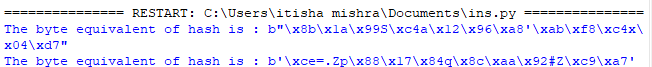 =============== RESTART: C:\Users\itisha mishra\Documents\ins.py ===============
The byte equivalent of hash is : b"\x8b\x1a\x99S\xc4a\x12\x96\xa8'\xab\xf8\xc4x\
x04\xd7"
The byte equivalent of hash is : b'\xce=.Zp\x88\x17\x84q\x8c\xaa\x92#Z\xc9\xa7'